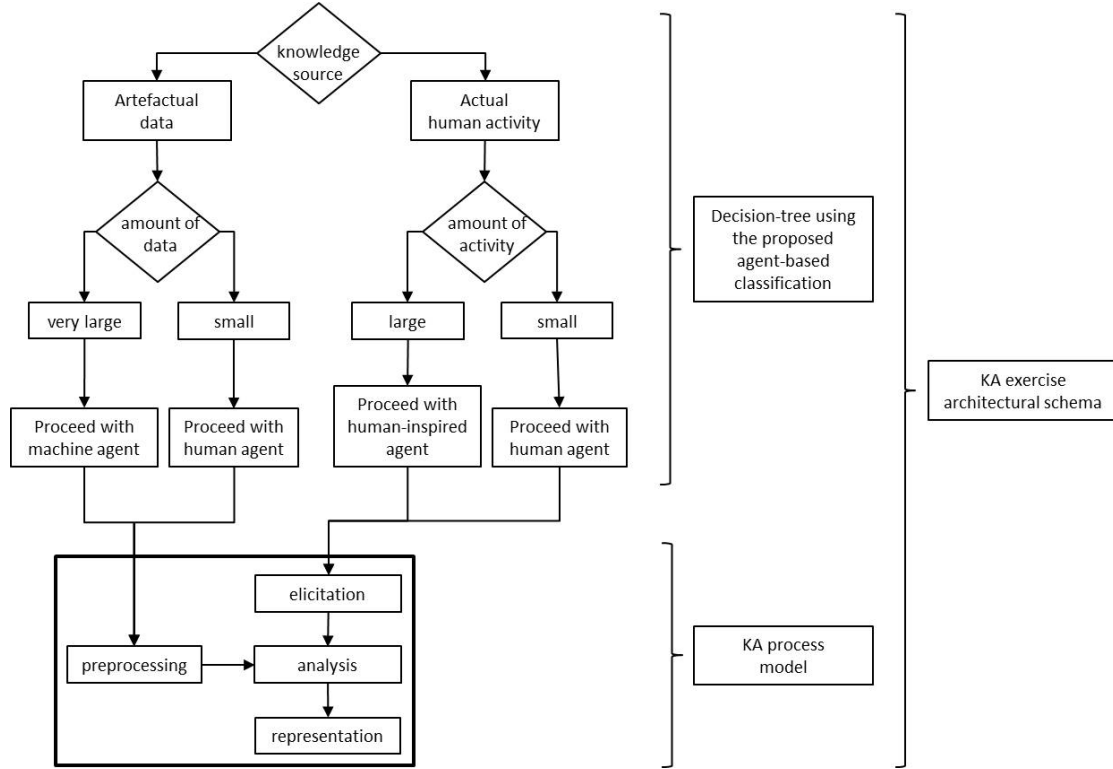 knowledge
source
Artefactual
data
Actual
human activity
amount of
data
amount of
activity
very large
small
large
small
Proceed with
machine agent
Proceed with
human agent
Proceed with
human-inspired
agent
Proceed with
human agent
elicitation
preprocessing
analysis
representation
Decision-tree using
the proposed
agent-based
classification
KA process
model
KA exercise
architectural schema